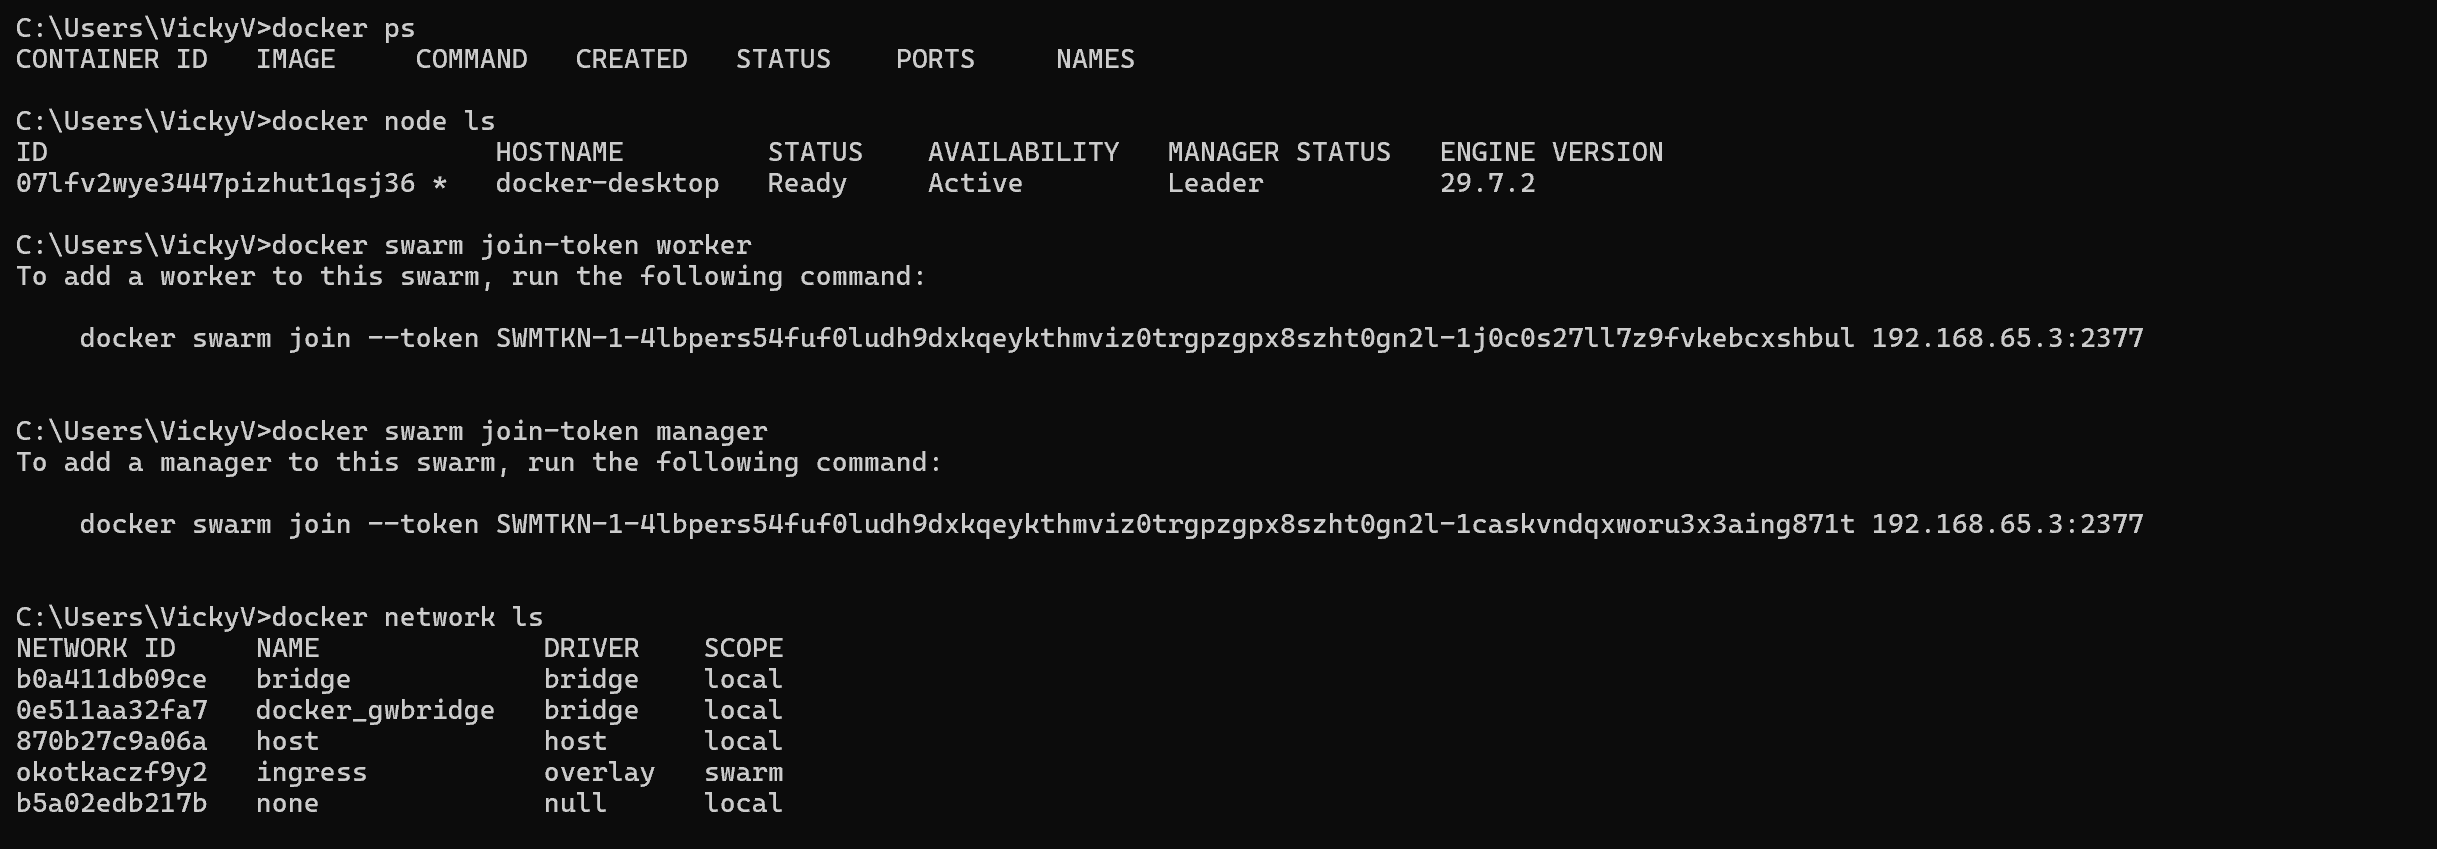 C:\Users\VickyV>docker ps
CONTAINER ID   IMAGE     COMMAND   CREATED   STATUS    PORTS     NAMES
C:\Users\VickyV>docker node ls
ID                            HOSTNAME         STATUS    AVAILABILITY   MANAGER STATUS   ENGINE VERSION
07lfv2wye3447pizhut1qsj36 *   docker-desktop   Ready     Active         Leader           29.7.2
C:\Users\VickyV>docker swarm join-token worker
To add a worker to this swarm, run the following command:
    docker swarm join --token SWMTKN-1-4lbpers54fuf0ludh9dxkqeykthmviz0trgpzgpx8szht0gn2l-1j0c0s27ll7z9fvkebcxshbul 192.168.65.3:2377
C:\Users\VickyV>docker swarm join-token manager
To add a manager to this swarm, run the following command:
    docker swarm join --token SWMTKN-1-4lbpers54fuf0ludh9dxkqeykthmviz0trgpzgpx8szht0gn2l-1caskvndqxworu3x3aing871t 192.168.65.3:2377
C:\Users\VickyV>docker network ls
NETWORK ID     NAME              DRIVER    SCOPE
b0a411db09ce   bridge            bridge    local
0e511aa32fa7   docker_gwbridge   bridge    local
870b27c9a06a   host              host      local
okotkaczf9y2   ingress           overlay   swarm
b5a02edb217b   none              null      local